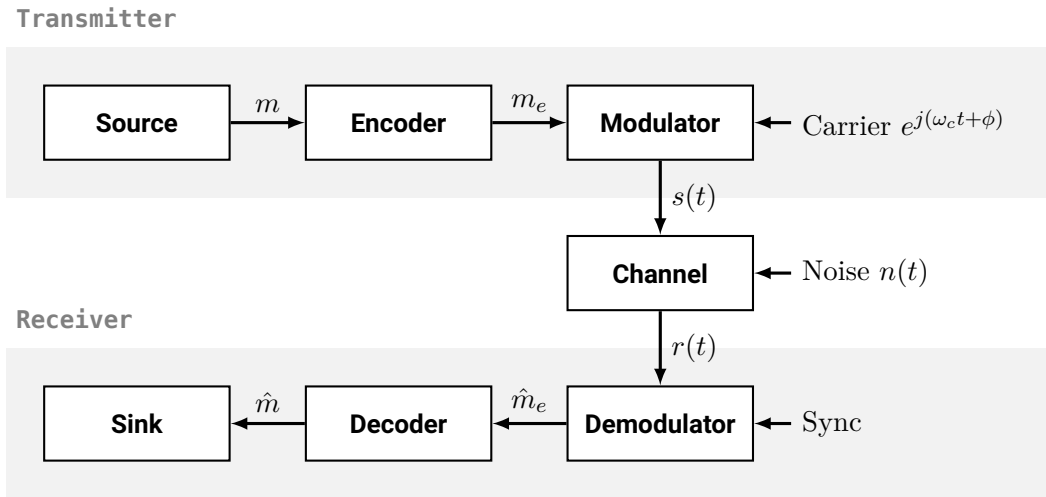 Transmitter
m m_e
Source Encoder Modulator Carrier e^{j(ω_c t+ϕ)}
s(t)
Channel Noise n(t)
Receiver
r(t)
m̂ m̂_e
Sink Decoder Demodulator Sync